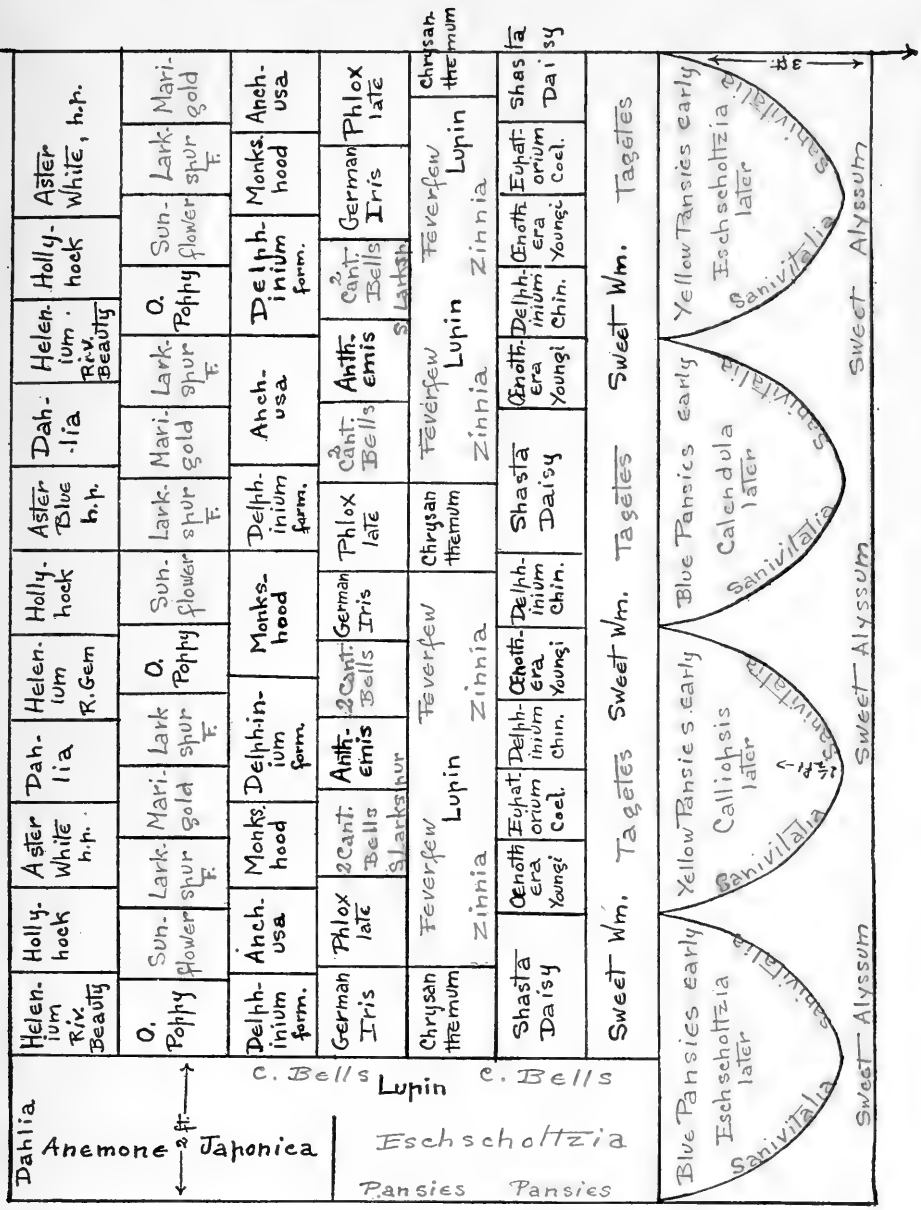 Dahlia
Helen-
ium
Riv.
Beauty
Holly-
hock
Aster
White
h.p.
Dah-
lia
Helen-
ium
R.Gem
Holly-
hock
Aster
Blue
h.p.
Dah-
lia
Helen-
ium
Riv.
Beauty
Holly-
hock
Aster
White, h.p.
Anemone
2 ft.
Japonica
O.
Poppy
Sun-
flower
Lark-
spur
F.
Mari-
gold
Lark
spur
F.
O.
Poppy
Sun-
flower
Lark-
spur
F.
Mari-
gold
Lark-
spur
F.
O.
Poppy
Sun-
flower
Lark-
spur
F.
Mari-
gold
C. Bells
Delph-
inium
form.
Anch-
usa
Monks-
hood
Delph-in-
ium
form.
Monks-
hood
Delph-
inium
form.
Anch-
usa
Delph-
inium
form.
Monks-
hood
Anch-
usa
Lupin
German
Iris
Phlox
late
2 Cant.
Bells
S. Larkspur
Anth-
emis
2 Cant.
Bells
German
Iris
Phlox
late
2
Cant.
Bells
Anth-
emis
2
Cant.
Bells
S. Larksp.
German
Iris
Phlox
late
Eschscholtzia
Chrysan
themum
Feverfew
Lupin
Zinnia
Feverfew
Zinnia
Chrysan
themum
Feverfew
Lupin
Zinnia
Feverfew
Lupin
Zinnia
Chrysan-
themum
C. Bells
Pansies
Pansies
Shasta
Daisy
Œnoth
era
Youngi
Eupat-
orium
Coel.
Delph-
inium
Chin.
Œnoth-
era
Youngi
Delph-
inium
Chin.
Shasta
Daisy
Œnoth-
era
Youngi
Delph-
inium
Chin.
Œnoth
era
Youngi
Eupat-
orium
Coel.
Shasta
Daisy
Sweet Wm.
Tagetes
Sweet Wm.
Tagetes
Sweet Wm.
Tagetes
Blue Pansies early
Eschscholtzia
later
Sanivitalia
Sanivitalia
Yellow Pansies early
Calliopsis
later
Sanivitalia
Sanivitalia
2½ ft
Blue Pansies early
Calendula
later
Sanivitalia
Sanivitalia
Yellow Pansies early
Eschscholtzia
later
Sanivitalia
Sanivitalia
3 ft.
Sweet Alyssum
Sweet Alyssum
Sweet Alyssum
Sweet Alyssum